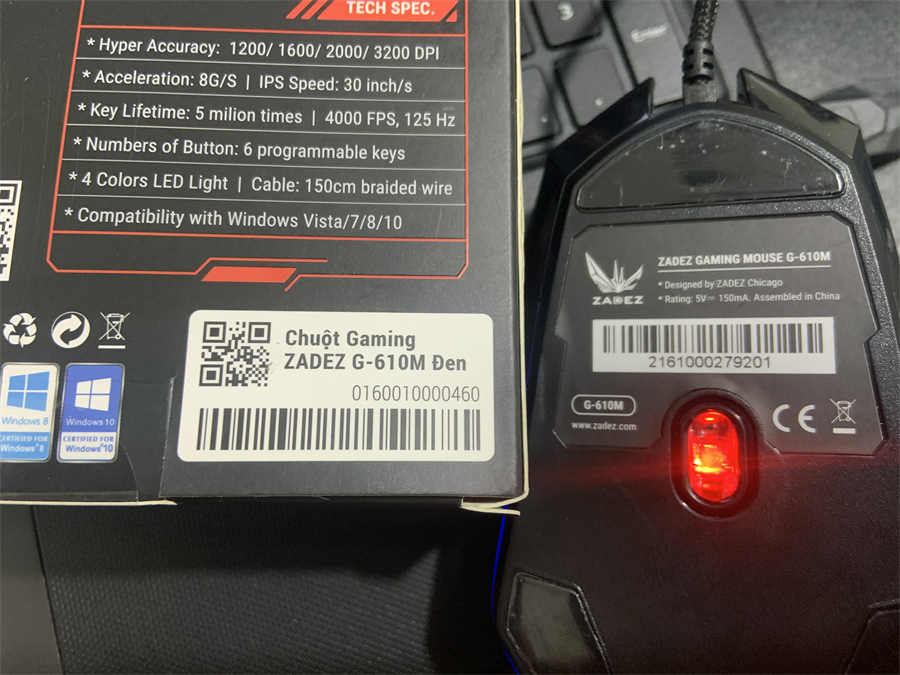 TECH SPEC.
* Hyper Accuracy: 1200/ 1600/ 2000/ 3200 DPI
* Acceleration: 8G/S | IPS Speed: 30 inch/s
* Key Lifetime: 5 milion times | 4000 FPS, 125 Hz
* Numbers of Button: 6 programmable keys
* 4 Colors LED Light | Cable: 150cm braided wire
* Compatibility with Windows Vista/7/8/10
Windows 8
CERTIFIED FOR
Windows 8
Windows 10
CERTIFIED FOR
Windows 10
Chuột Gaming
ZADEZ G-610M Đen
0160010000460
3
Enter
ZADEZ
ZADEZ GAMING MOUSE G-610M
* Designed by ZADEZ Chicago
* Rating: 5V⎓ 150mA. Assembled in China
2161000279201
G-610M
www.zadez.com
CE